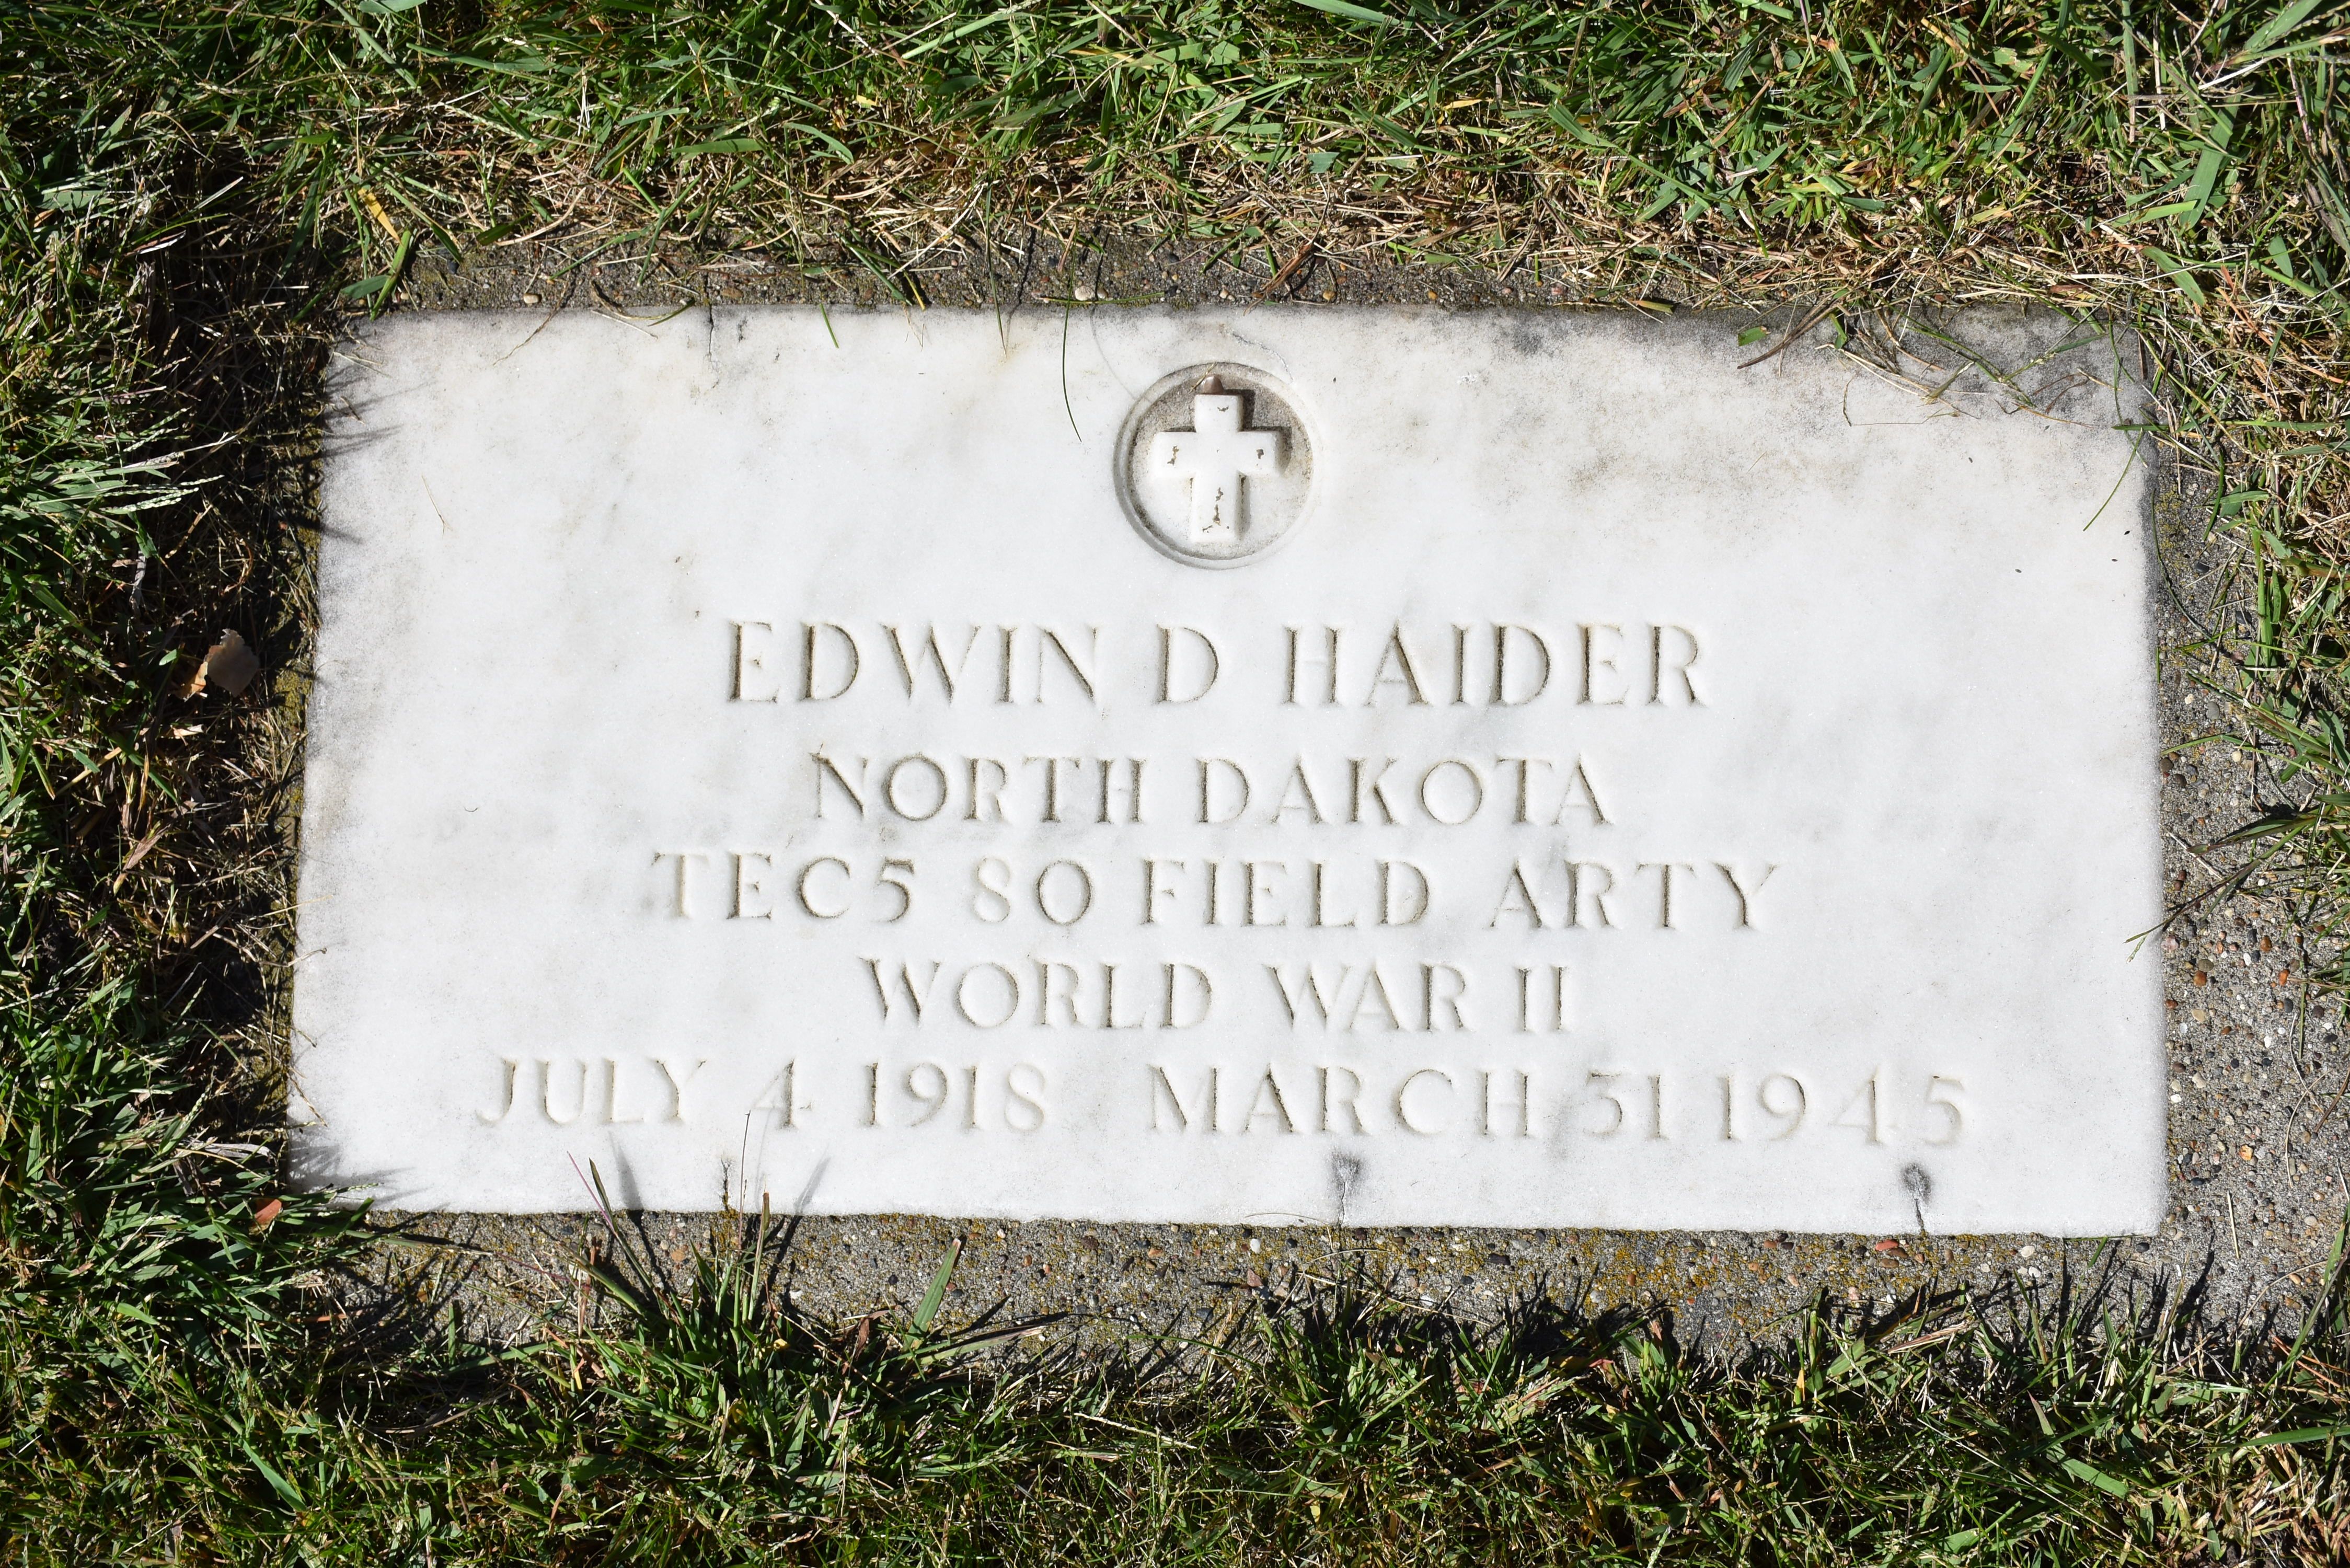 EDWIN D HAIDER
NORTH DAKOTA
TEC5 80 FIELD ARTY
WORLD WAR II
JULY 4 1918 MARCH 31 1945